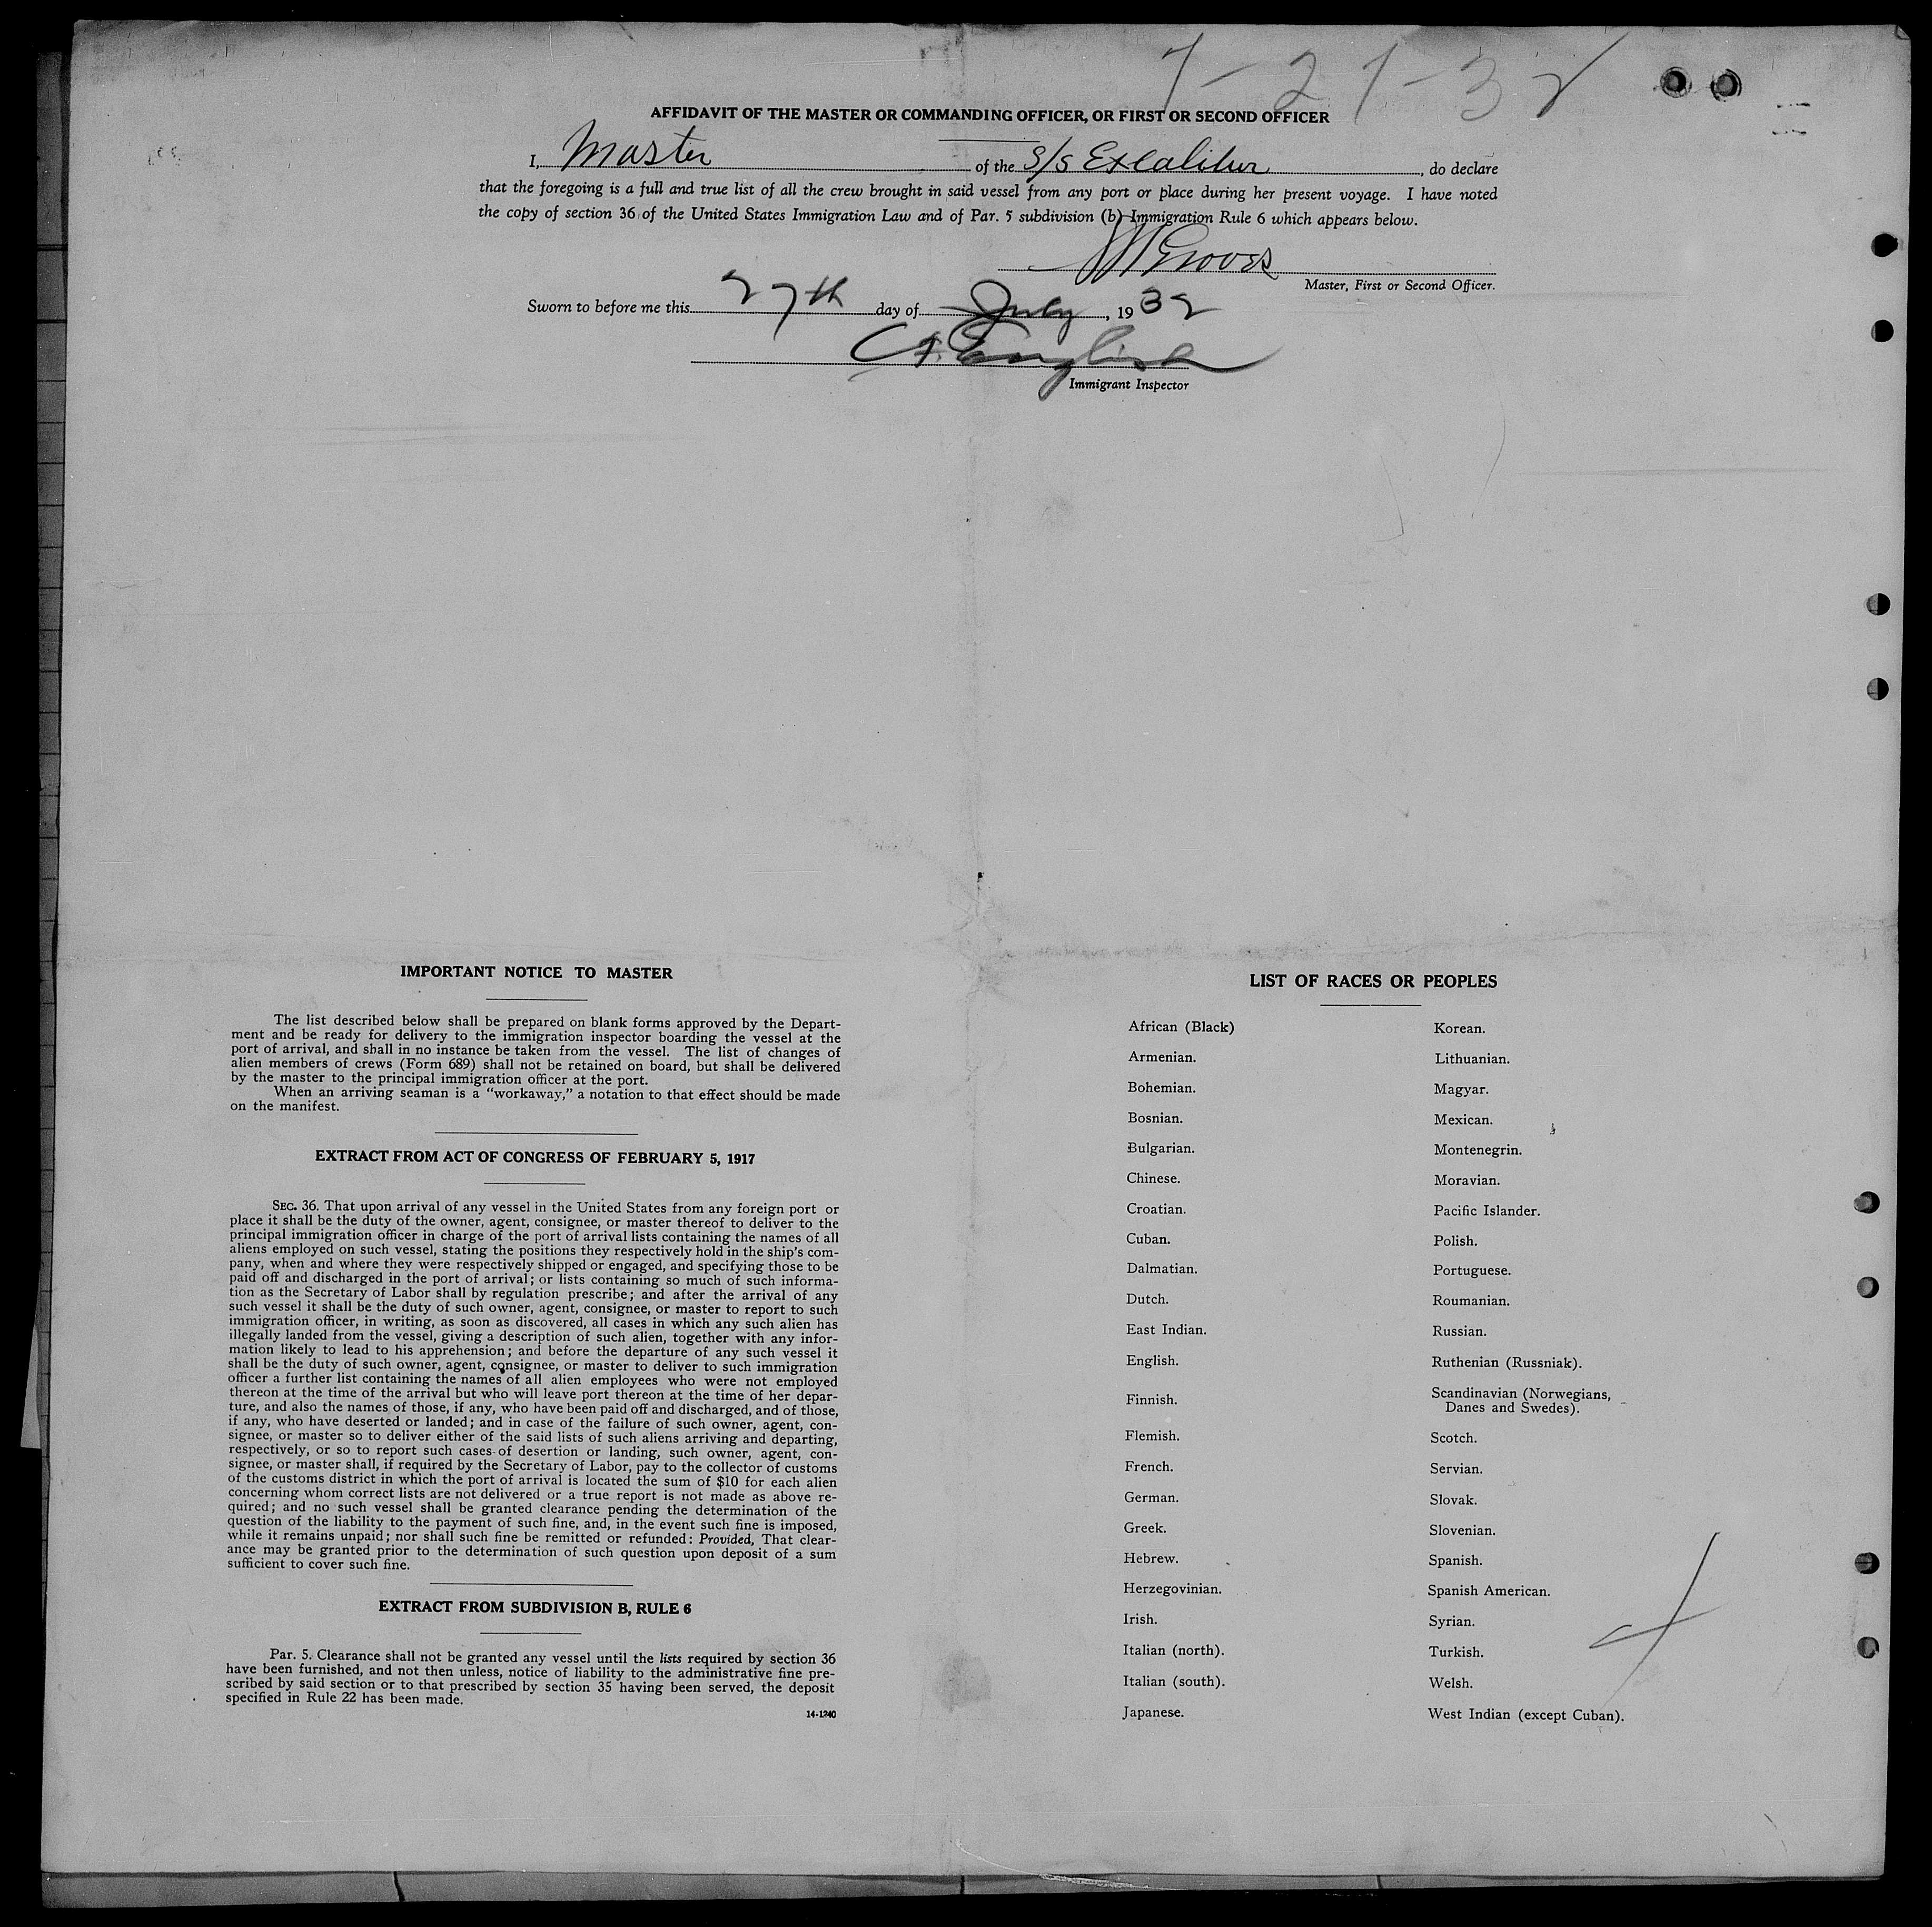 7-27-32
AFFIDAVIT OF THE MASTER OR COMMANDING OFFICER, OR FIRST OR SECOND OFFICER
I, Master of the S/S Excalibur, do declare
that the foregoing is a full and true list of all the crew brought in said vessel from any port or place during her present voyage. I have noted
the copy of section 36 of the United States Immigration Law and of Par. 5 subdivision (b) Immigration Rule 6 which appears below.
Groves
Master, First or Second Officer.
Sworn to before me this 27th day of July, 1932
English
Immigrant Inspector
IMPORTANT NOTICE TO MASTER
The list described below shall be prepared on blank forms approved by the Depart-
ment and be ready for delivery to the immigration inspector boarding the vessel at the
port of arrival, and shall in no instance be taken from the vessel. The list of changes of
alien members of crews (Form 689) shall not be retained on board, but shall be delivered
by the master to the principal immigration officer at the port.
When an arriving seaman is a "workaway," a notation to that effect should be made
on the manifest.
EXTRACT FROM ACT OF CONGRESS OF FEBRUARY 5, 1917
SEC. 36. That upon arrival of any vessel in the United States from any foreign port or
place it shall be the duty of the owner, agent, consignee, or master thereof to deliver to the
principal immigration officer in charge of the port of arrival lists containing the names of all
aliens employed on such vessel, stating the positions they respectively hold in the ship's com-
pany, when and where they were respectively shipped or engaged, and specifying those to be
paid off and discharged in the port of arrival; or lists containing so much of such informa-
tion as the Secretary of Labor shall by regulation prescribe; and after the arrival of any
such vessel it shall be the duty of such owner, agent, consignee, or master to report to such
immigration officer, in writing, as soon as discovered, all cases in which any such alien has
illegally landed from the vessel, giving a description of such alien, together with any infor-
mation likely to lead to his apprehension; and before the departure of any such vessel it
shall be the duty of such owner, agent, consignee, or master to deliver to such immigration
officer a further list containing the names of all alien employees who were not employed
thereon at the time of the arrival but who will leave port thereon at the time of her depar-
ture, and also the names of those, if any, who have been paid off and discharged, and of those,
if any, who have deserted or landed; and in case of the failure of such owner, agent, con-
signee, or master so to deliver either of the said lists of such aliens arriving and departing,
respectively, or so to report such cases of desertion or landing, such owner, agent, con-
signee, or master shall, if required by the Secretary of Labor, pay to the collector of customs
of the customs district in which the port of arrival is located the sum of $10 for each alien
concerning whom correct lists are not delivered or a true report is not made as above re-
quired; and no such vessel shall be granted clearance pending the determination of the
question of the liability to the payment of such fine, and, in the event such fine is imposed,
while it remains unpaid; nor shall such fine be remitted or refunded: Provided, That clear-
ance may be granted prior to the determination of such question upon deposit of a sum
sufficient to cover such fine.
EXTRACT FROM SUBDIVISION B, RULE 6
Par. 5. Clearance shall not be granted any vessel until the lists required by section 36
have been furnished, and not then unless, notice of liability to the administrative fine pre-
scribed by said section or to that prescribed by section 35 having been served, the deposit
specified in Rule 22 has been made.
14-1240
LIST OF RACES OR PEOPLES
African (Black)
Armenian.
Bohemian.
Bosnian.
Bulgarian.
Chinese.
Croatian.
Cuban.
Dalmatian.
Dutch.
East Indian.
English.
Finnish.
Flemish.
French.
German.
Greek.
Hebrew.
Herzegovinian.
Irish.
Italian (north).
Italian (south).
Japanese.
Korean.
Lithuanian.
Magyar.
Mexican.
Montenegrin.
Moravian.
Pacific Islander.
Polish.
Portuguese.
Roumanian.
Russian.
Ruthenian (Russniak).
Scandinavian (Norwegians,
Danes and Swedes).
Scotch.
Servian.
Slovak.
Slovenian.
Spanish.
Spanish American.
Syrian.
Turkish.
Welsh.
West Indian (except Cuban).